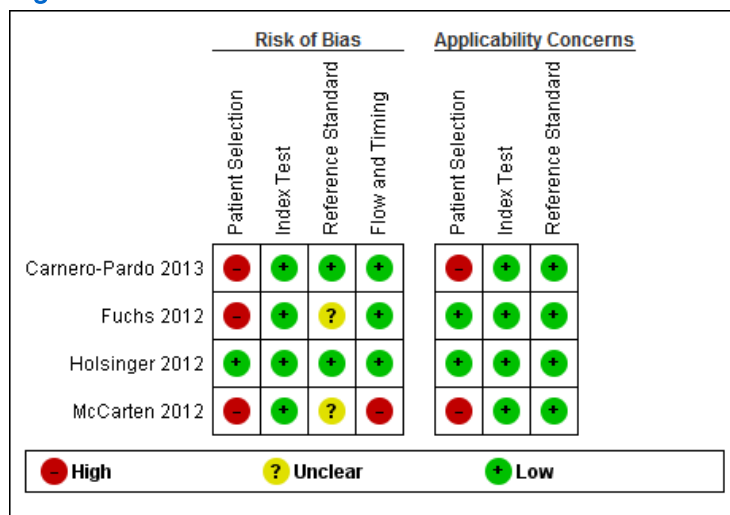 Risk of Bias
Applicability Concerns
Patient Selection
Index Test
Reference Standard
Flow and Timing
Patient Selection
Index Test
Reference Standard
Carnero-Pardo 2013 - + + + - + +
Fuchs 2012 - + ? + + + +
Holsinger 2012 + + + + + + +
McCarten 2012 - + ? - - + +
- High ? Unclear + Low